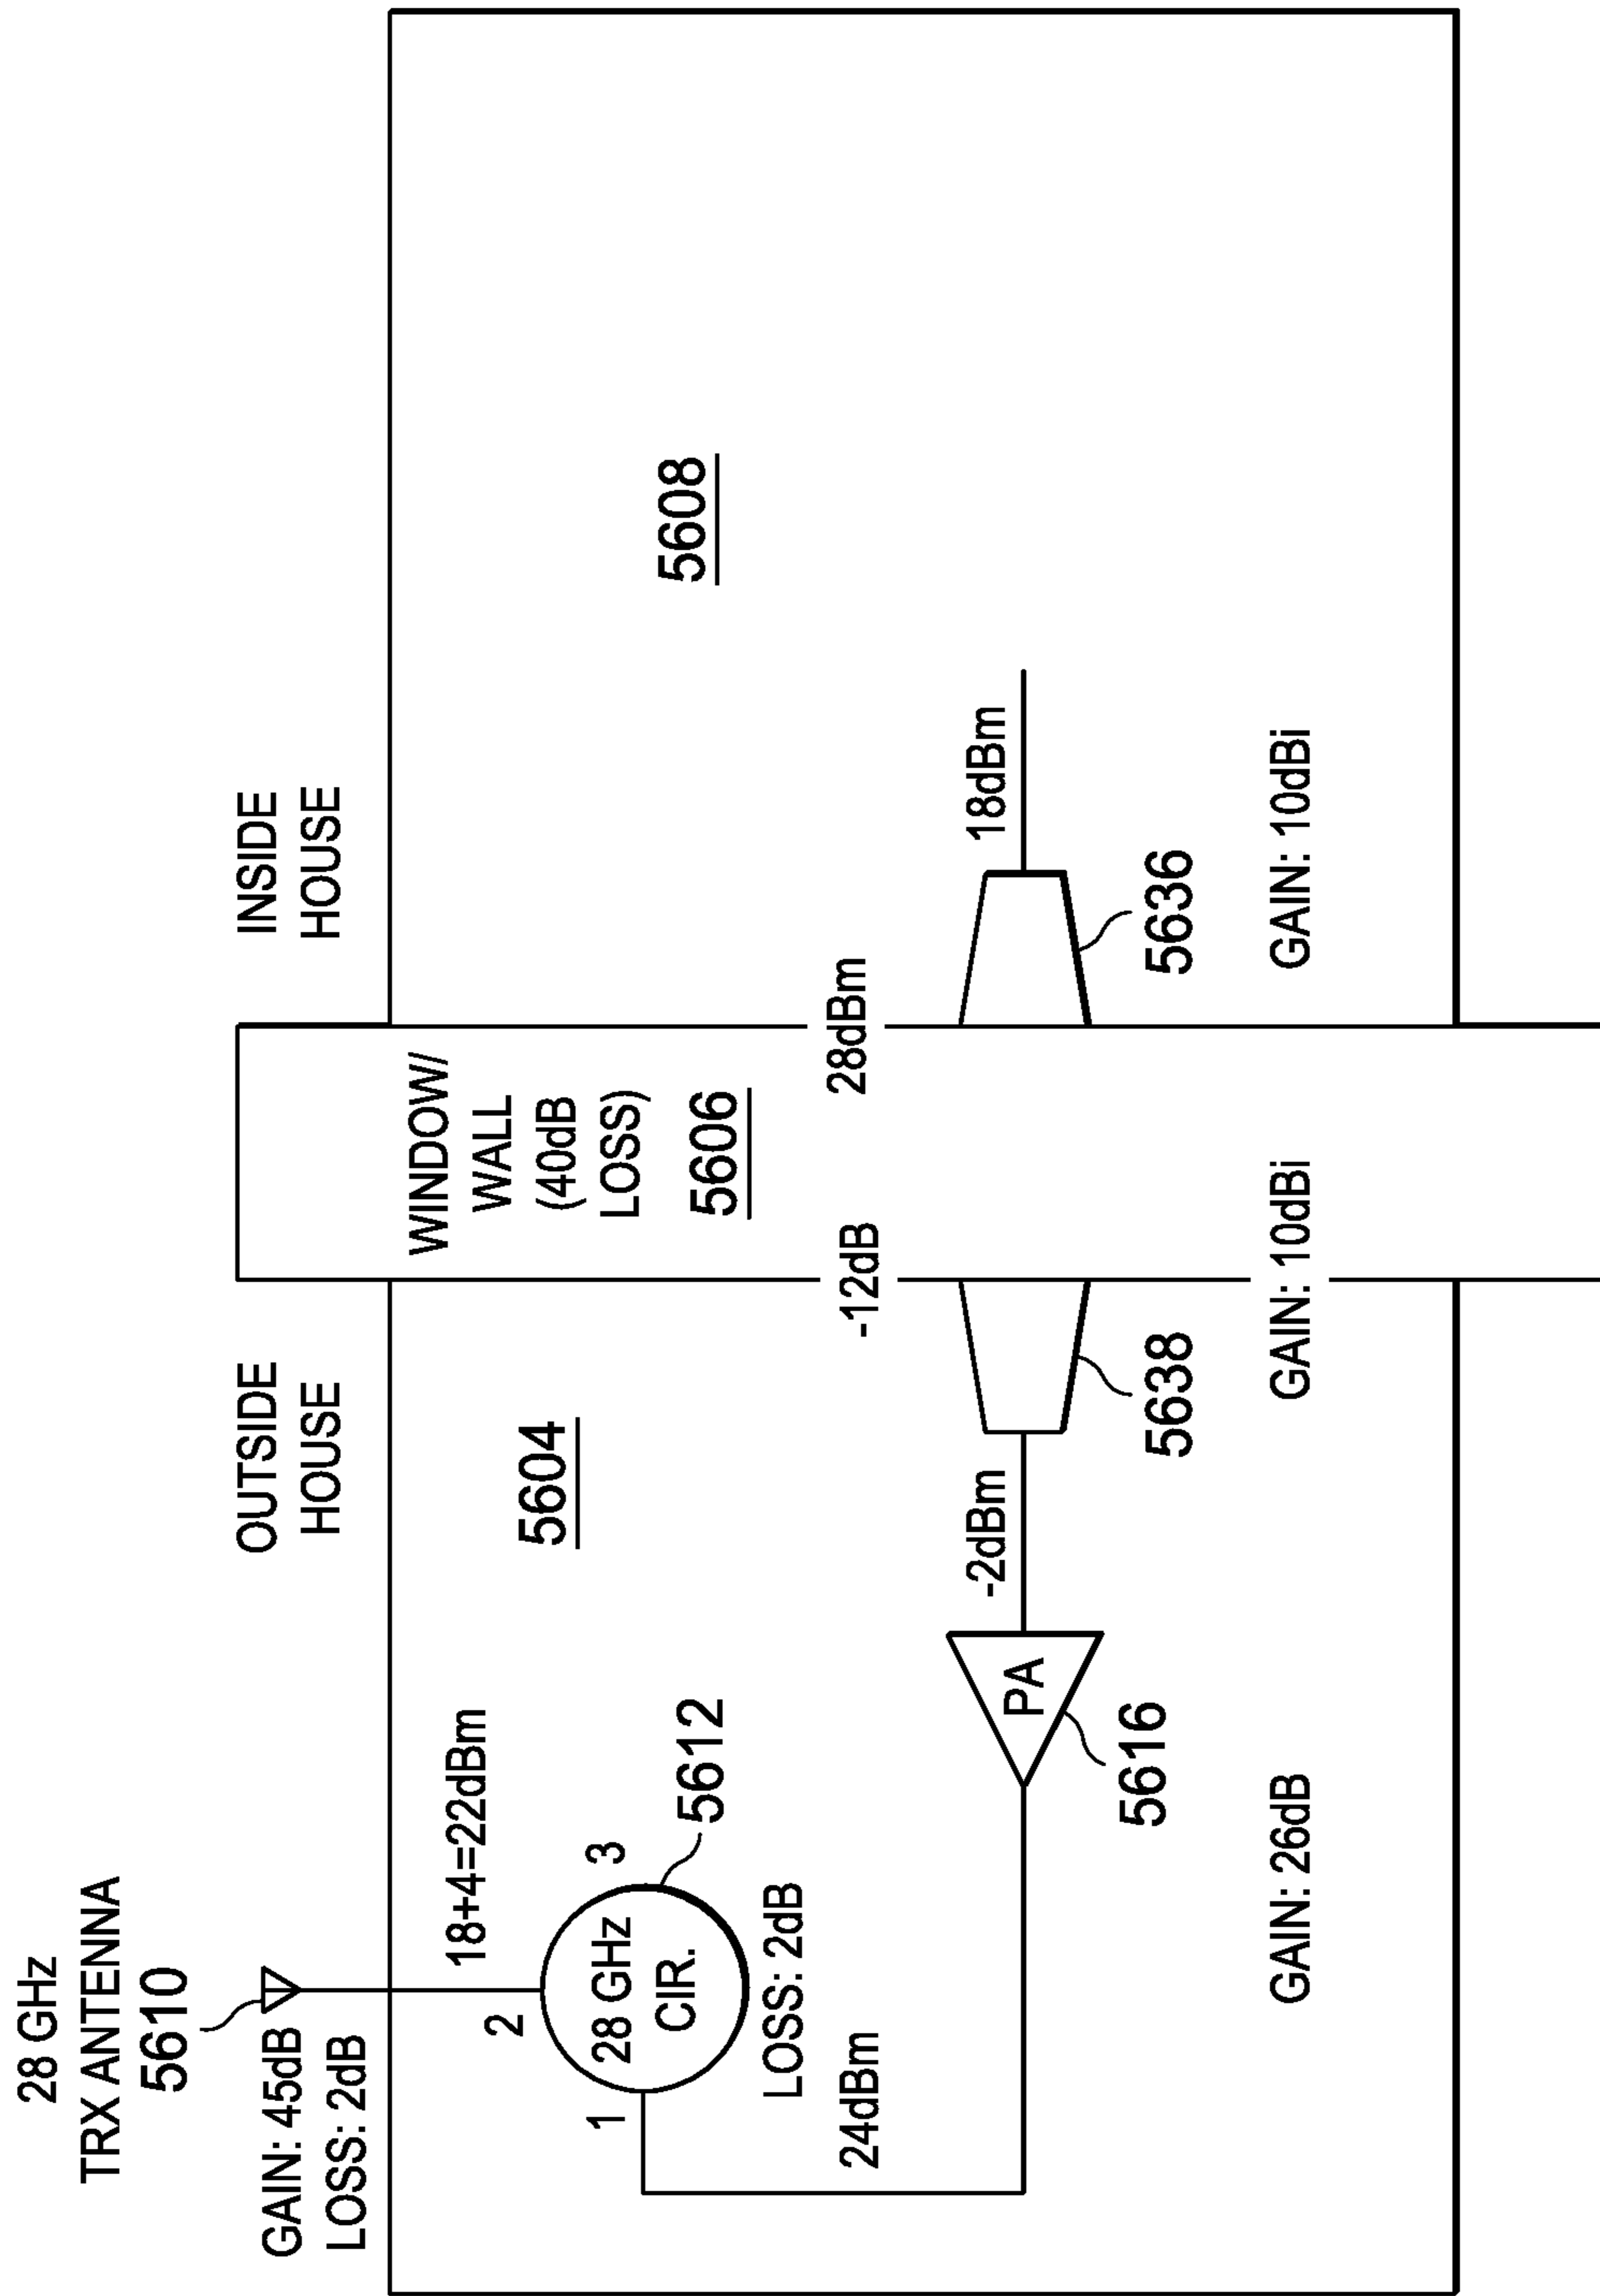 28 GHz
TRX ANTENNA
5610
GAIN: 45dB
LOSS: 2dB
OUTSIDE
HOUSE
INSIDE
HOUSE
18+4=22dBm
2
1
3
28 GHz
CIR.
5612
LOSS: 2dB
24dBm
5604
WINDOW/
WALL
(40dB
LOSS)
5606
5608
-12dB
28dBm
PA
-2dBm
18dBm
5616
5638
5636
GAIN: 26dB
GAIN: 10dBi
GAIN: 10dBi